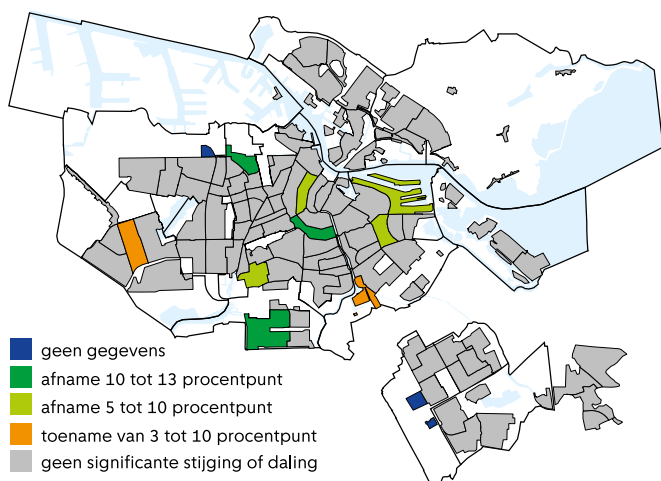 geen gegevens
afname 10 tot 13 procentpunt
afname 5 tot 10 procentpunt
toename van 3 tot 10 procentpunt
geen significante stijging of daling